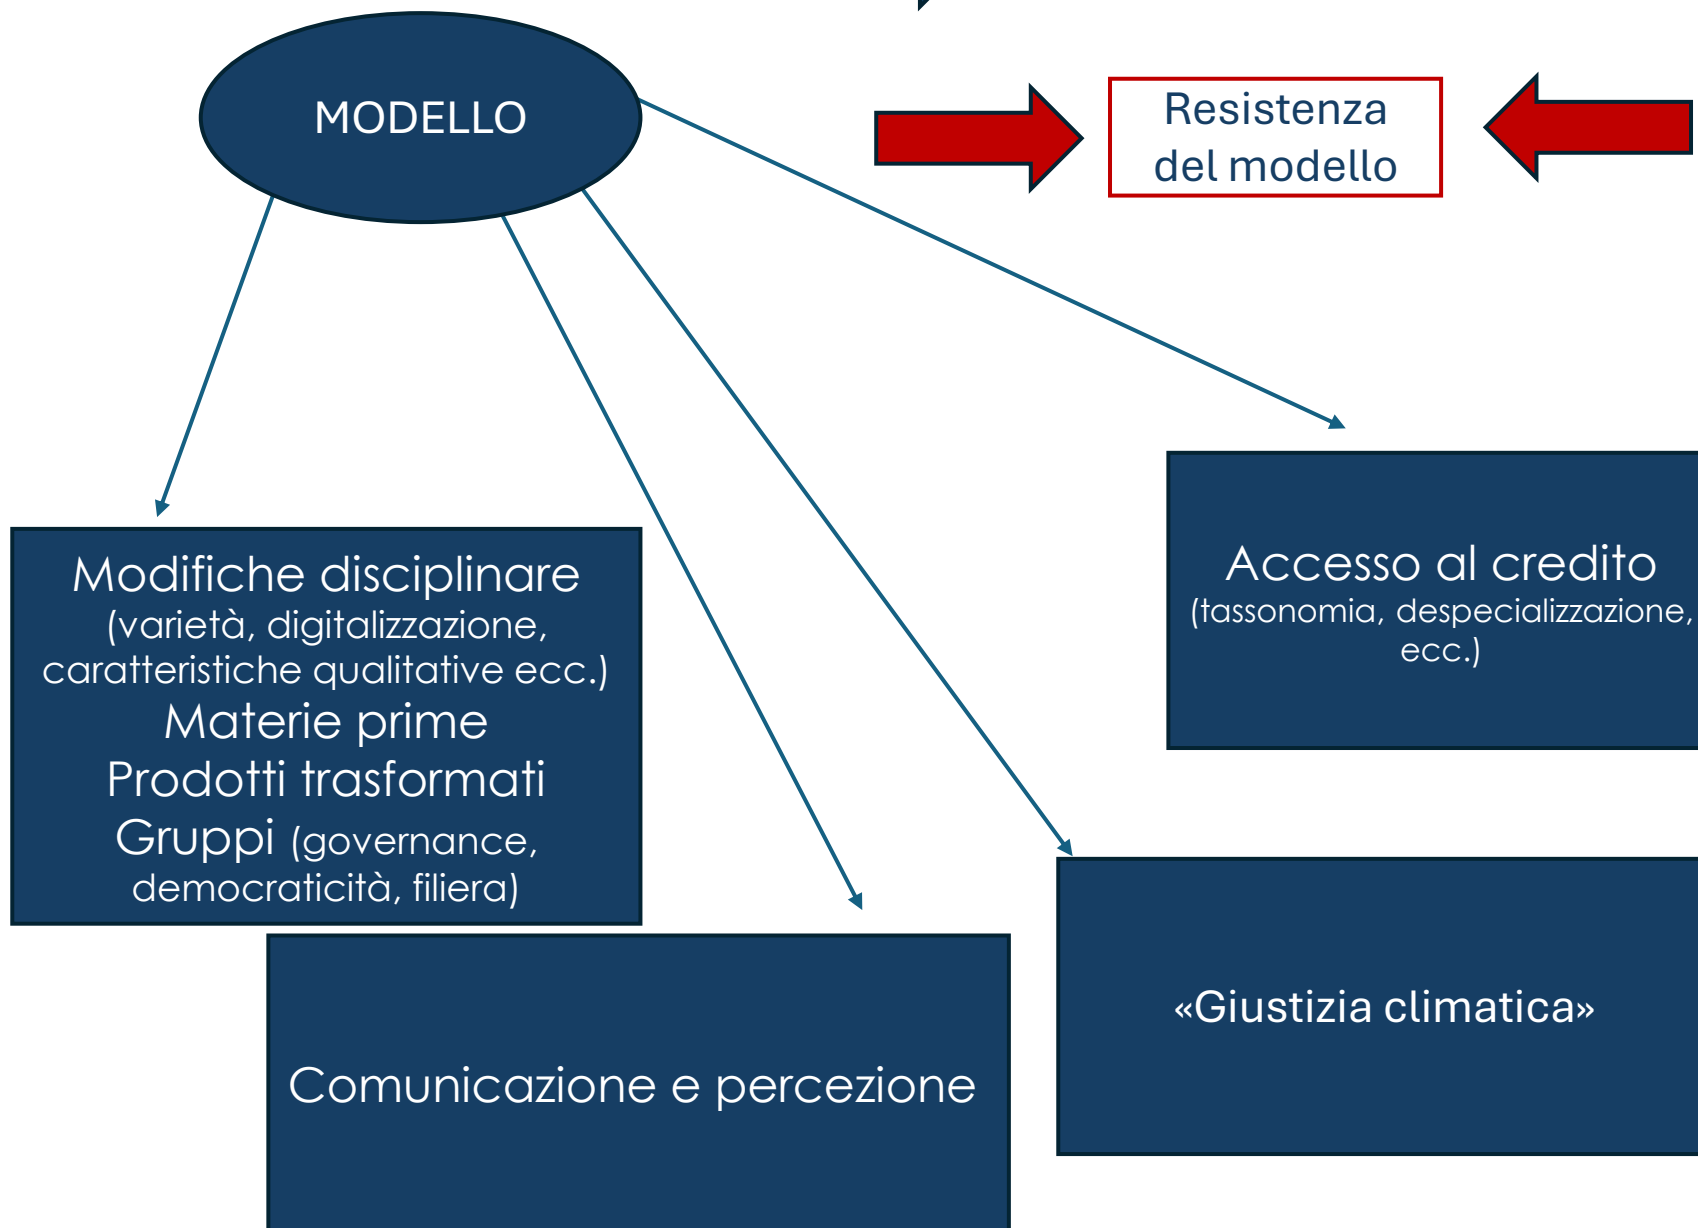 MODELLO
Resistenza
del modello
Modifiche disciplinare
(varietà, digitalizzazione,
caratteristiche qualitative ecc.)
Materie prime
Prodotti trasformati
Gruppi (governance,
democraticità, filiera)
Accesso al credito
(tassonomia, despecializzazione,
ecc.)
Comunicazione e percezione
«Giustizia climatica»